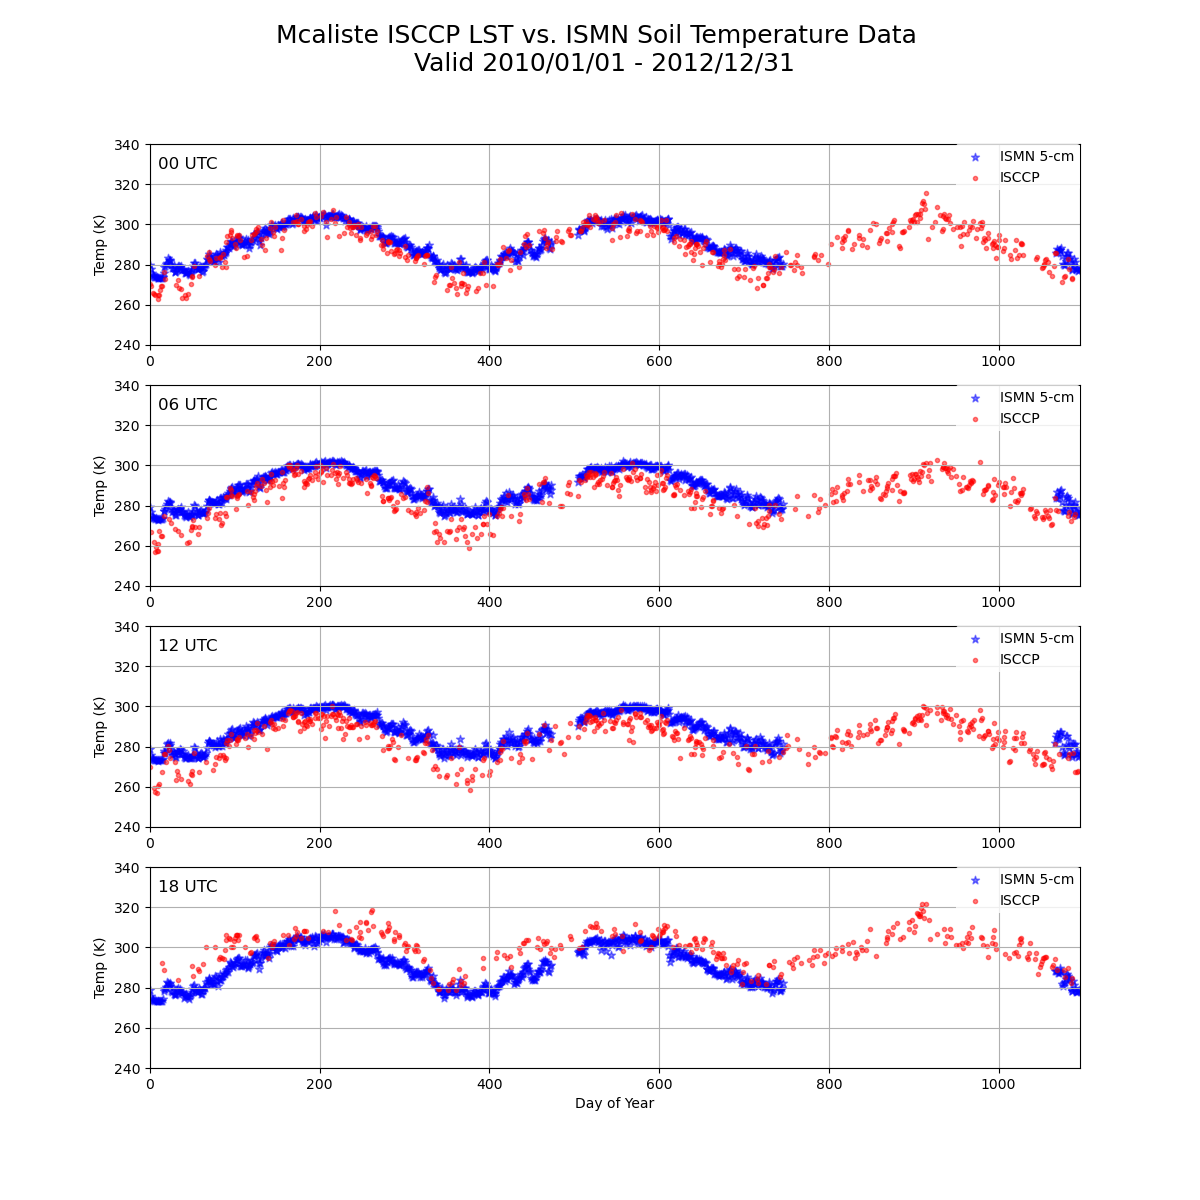 Mcaliste ISCCP LST vs. ISMN Soil Temperature Data
Valid 2010/01/01 - 2012/12/31
340
320
300
280
260
240
Temp (K)
00 UTC
ISMN 5-cm
ISCCP
0 200 400 600 800 1000
340
320
300
280
260
240
Temp (K)
06 UTC
ISMN 5-cm
ISCCP
0 200 400 600 800 1000
340
320
300
280
260
240
Temp (K)
12 UTC
ISMN 5-cm
ISCCP
0 200 400 600 800 1000
340
320
300
280
260
240
Temp (K)
18 UTC
ISMN 5-cm
ISCCP
0 200 400 600 800 1000
Day of Year